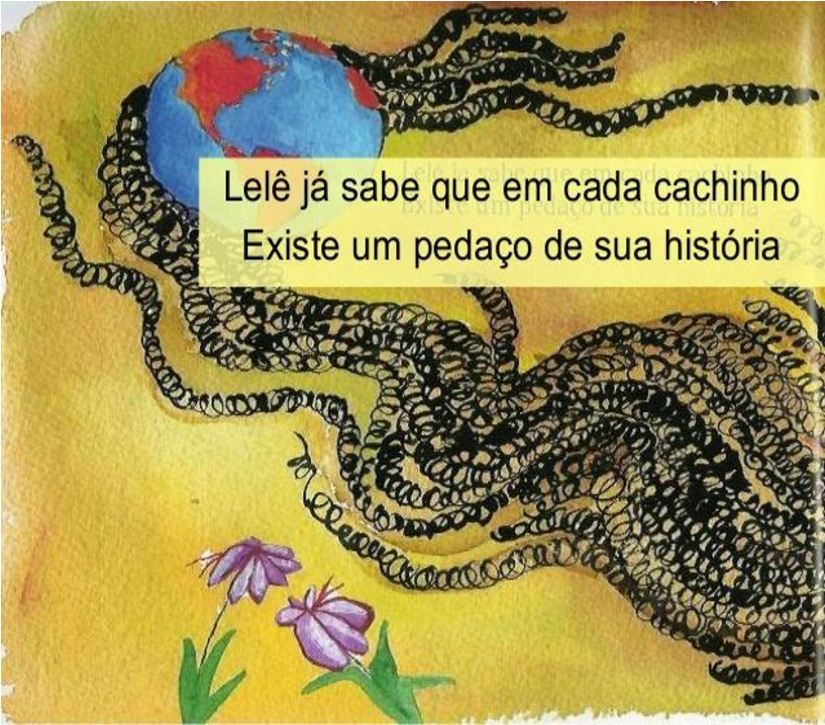 Lelê já sabe que em cada cachinho
Existe um pedaço de sua história